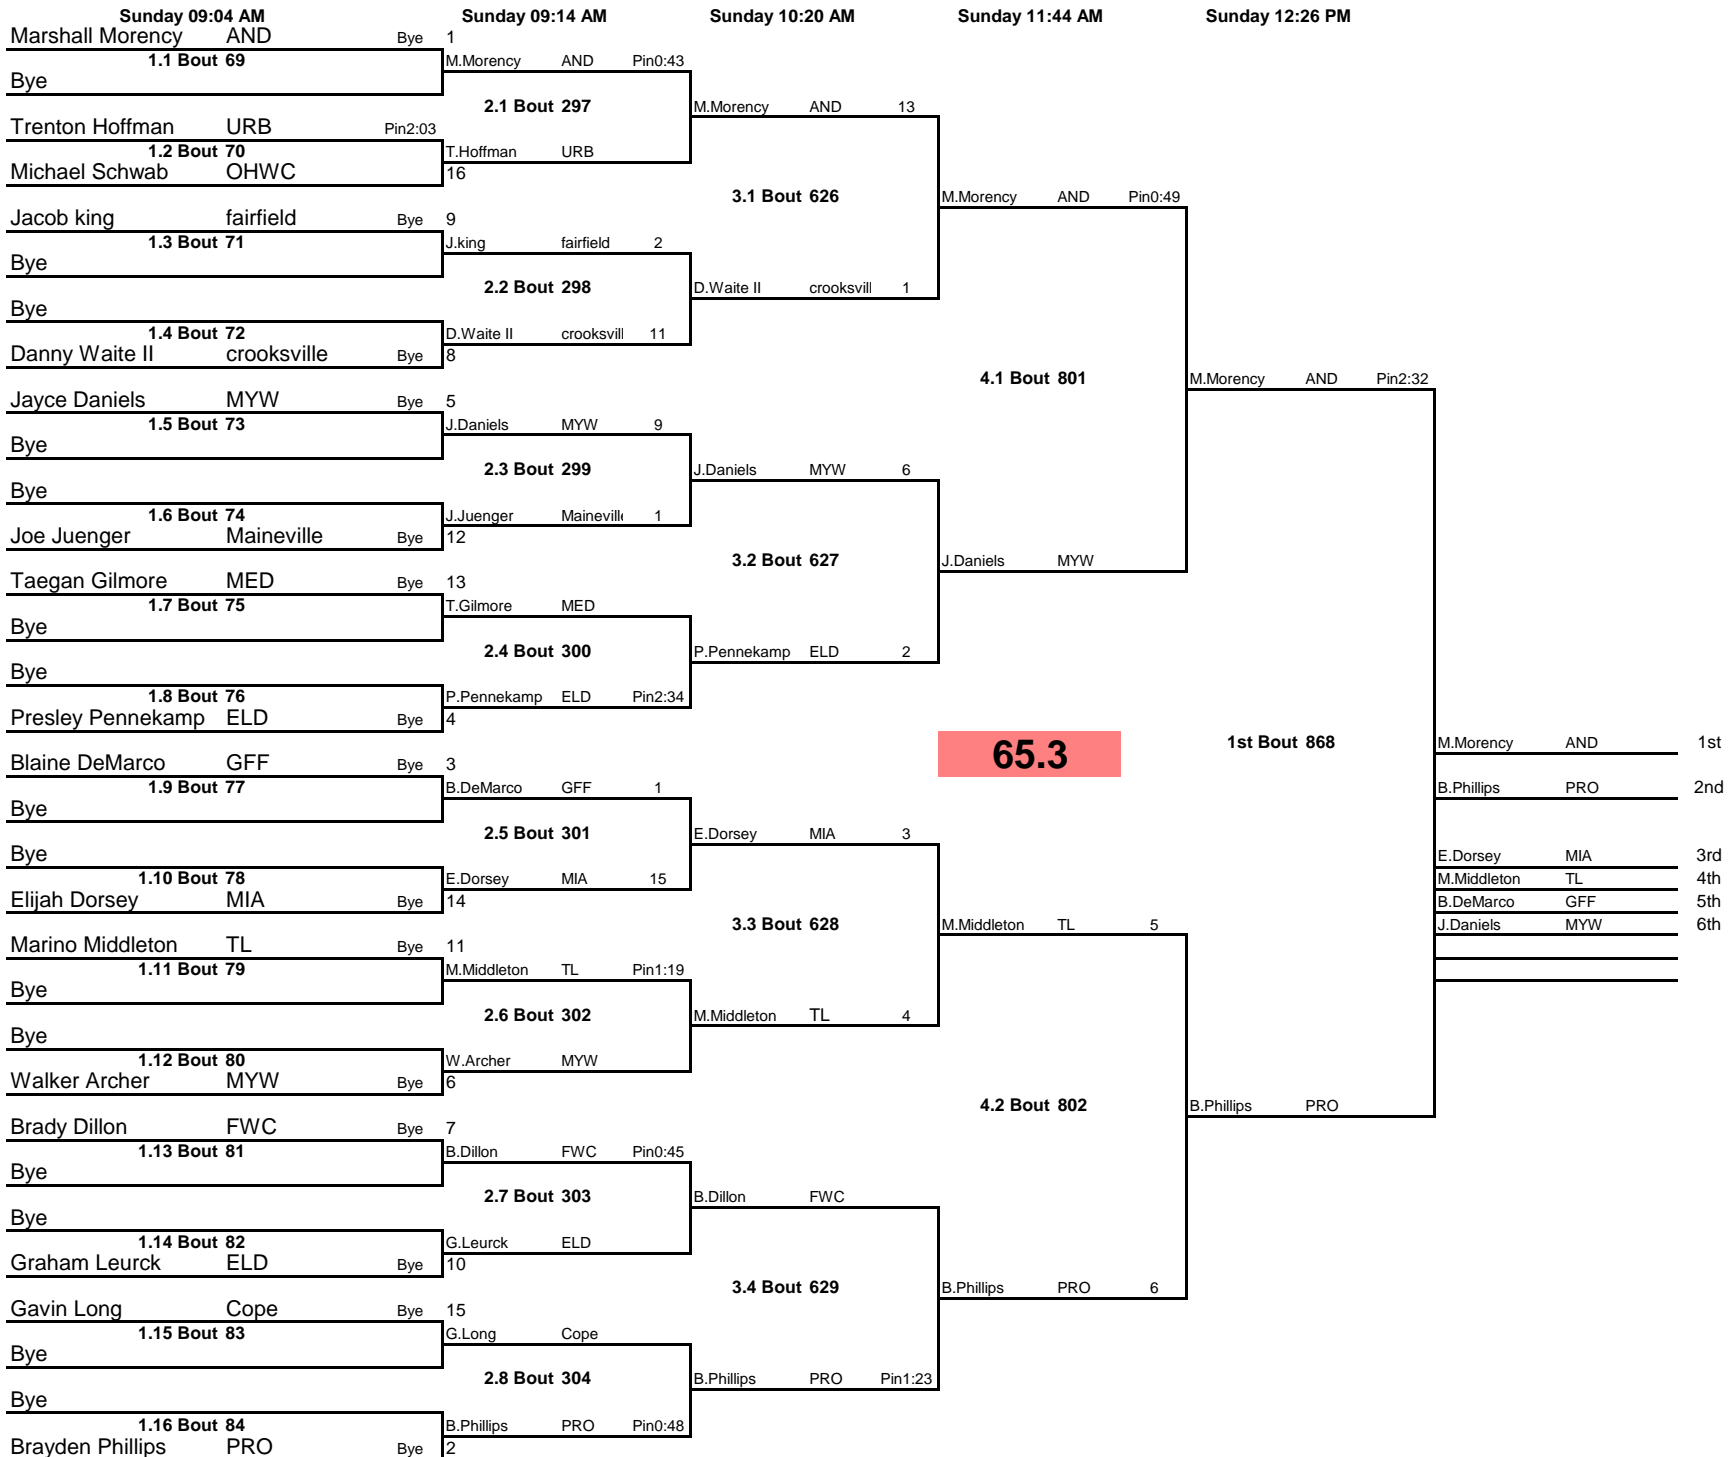 Sunday 09:04 AM Sunday 09:14 AM Sunday 10:20 AM Sunday 11:44 AM Sunday 12:26 PM
Marshall Morency AND Bye 1
1.1 Bout 69 M.Morency AND Pin0:43
Bye
2.1 Bout 297 M.Morency AND 13
Trenton Hoffman URB Pin2:03
1.2 Bout 70 T.Hoffman URB
Michael Schwab OHWC 16
3.1 Bout 626 M.Morency AND Pin0:49
Jacob king fairfield Bye 9
1.3 Bout 71 J.king fairfield 2
Bye
2.2 Bout 298 D.Waite II crooksvill 1
Bye
1.4 Bout 72 D.Waite II crooksvill 11
Danny Waite II crooksville Bye 8
4.1 Bout 801 M.Morency AND Pin2:32
Jayce Daniels MYW Bye 5
1.5 Bout 73 J.Daniels MYW 9
Bye
2.3 Bout 299 J.Daniels MYW 6
Bye
1.6 Bout 74 J.Juenger Maineville 1
Joe Juenger Maineville Bye 12
3.2 Bout 627 J.Daniels MYW
Taegan Gilmore MED Bye 13
1.7 Bout 75 T.Gilmore MED
Bye
2.4 Bout 300 P.Pennekamp ELD 2
Bye
1.8 Bout 76 P.Pennekamp ELD Pin2:34
Presley Pennekamp ELD Bye 4
65.3 1st Bout 868 M.Morency AND 1st
Blaine DeMarco GFF Bye 3
1.9 Bout 77 B.DeMarco GFF 1 B.Phillips PRO 2nd
Bye
2.5 Bout 301 E.Dorsey MIA 3
Bye E.Dorsey MIA 3rd
1.10 Bout 78 E.Dorsey MIA 15 M.Middleton TL 4th
Elijah Dorsey MIA Bye 14 B.DeMarco GFF 5th
3.3 Bout 628 M.Middleton TL 5 J.Daniels MYW 6th
Marino Middleton TL Bye 11
1.11 Bout 79 M.Middleton TL Pin1:19
Bye
2.6 Bout 302 M.Middleton TL 4
Bye
1.12 Bout 80 W.Archer MYW
Walker Archer MYW Bye 6
4.2 Bout 802 B.Phillips PRO
Brady Dillon FWC Bye 7
1.13 Bout 81 B.Dillon FWC Pin0:45
Bye
2.7 Bout 303 B.Dillon FWC
Bye
1.14 Bout 82 G.Leurck ELD
Graham Leurck ELD Bye 10
3.4 Bout 629 B.Phillips PRO 6
Gavin Long Cope Bye 15
1.15 Bout 83 G.Long Cope
Bye
2.8 Bout 304 B.Phillips PRO Pin1:23
Bye
1.16 Bout 84 B.Phillips PRO Pin0:48
Brayden Phillips PRO Bye 2